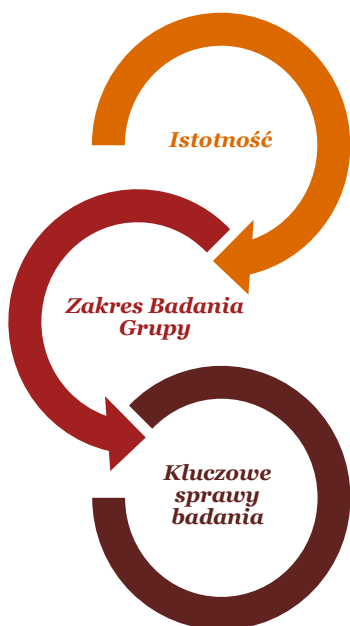 Istotność
Zakres Badania
Grupy
Kluczowe
sprawy
badania